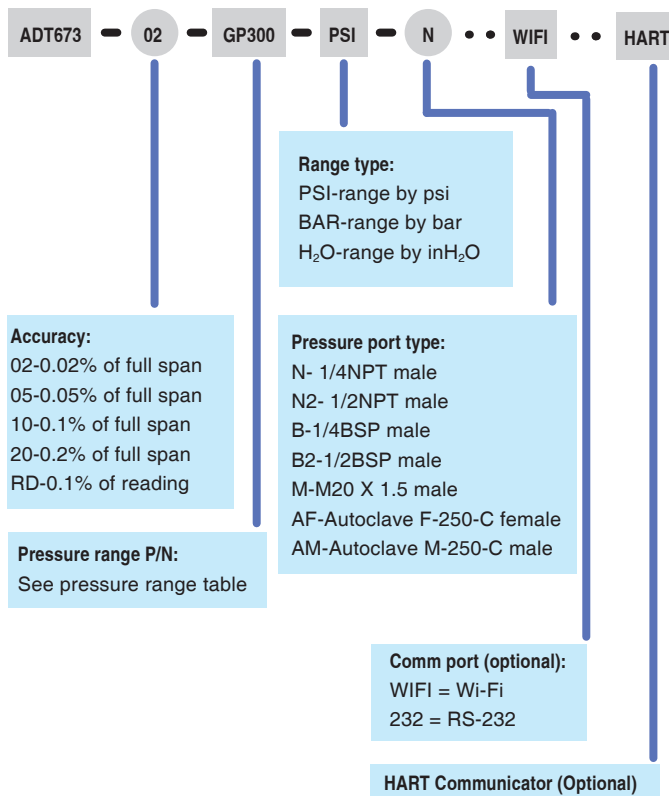 ADT673 – 02 – GP300 – PSI – N • • WIFI • • HART
Range type:
PSI-range by psi
BAR-range by bar
H₂O-range by inH₂O
Accuracy:
02-0.02% of full span
05-0.05% of full span
10-0.1% of full span
20-0.2% of full span
RD-0.1% of reading
Pressure port type:
N- 1/4NPT male
N2- 1/2NPT male
B-1/4BSP male
B2-1/2BSP male
M-M20 X 1.5 male
AF-Autoclave F-250-C female
AM-Autoclave M-250-C male
Pressure range P/N:
See pressure range table
Comm port (optional):
WIFI = Wi-Fi
232 = RS-232
HART Communicator (Optional)